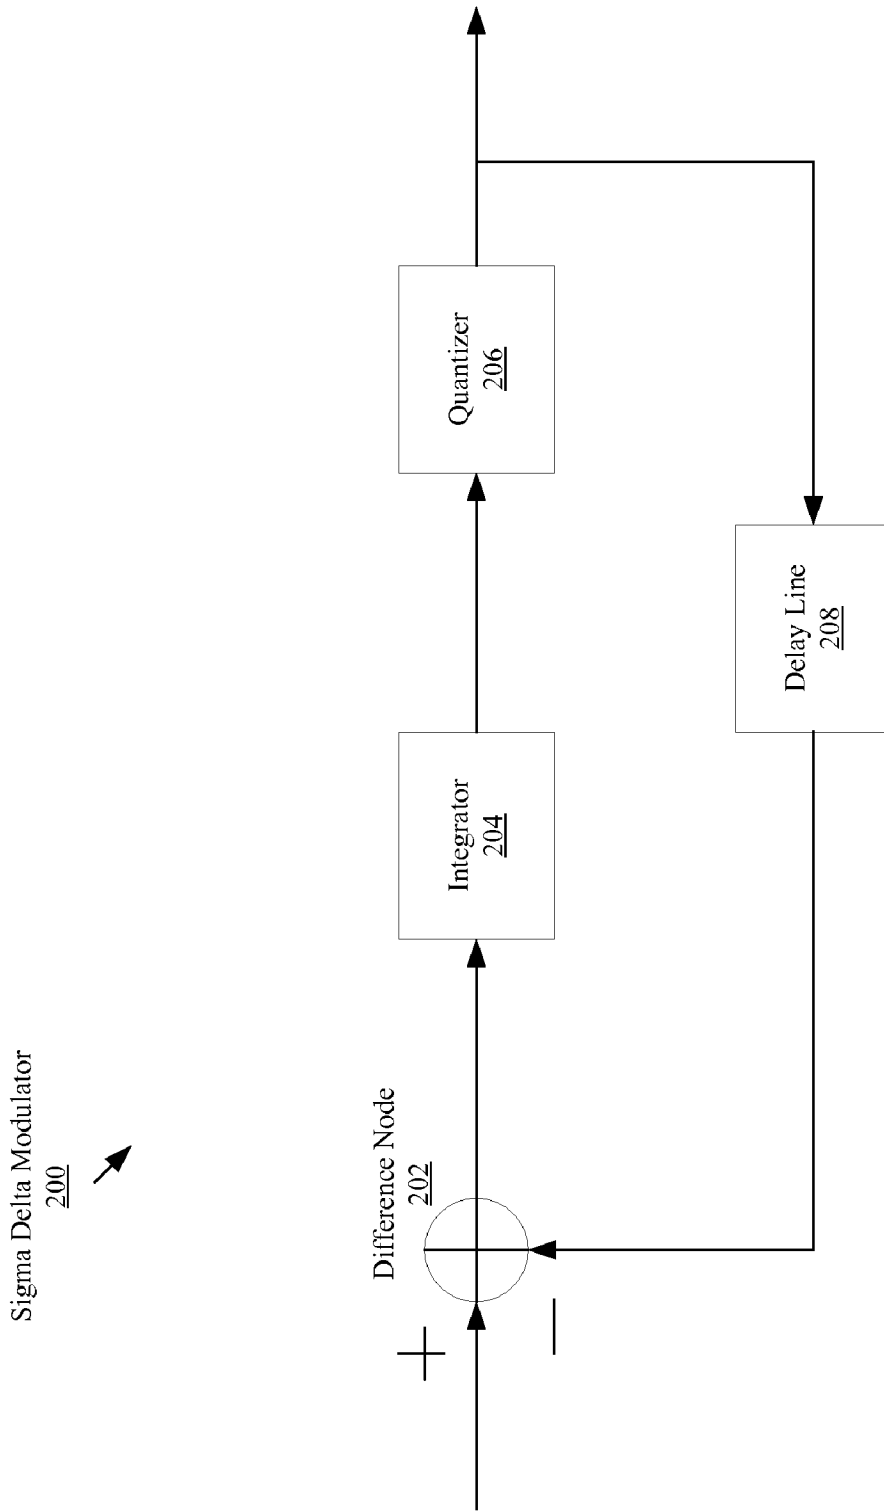 Sigma Delta Modulator
200
Difference Node
202
+
−
Integrator
204
Quantizer
206
Delay Line
208